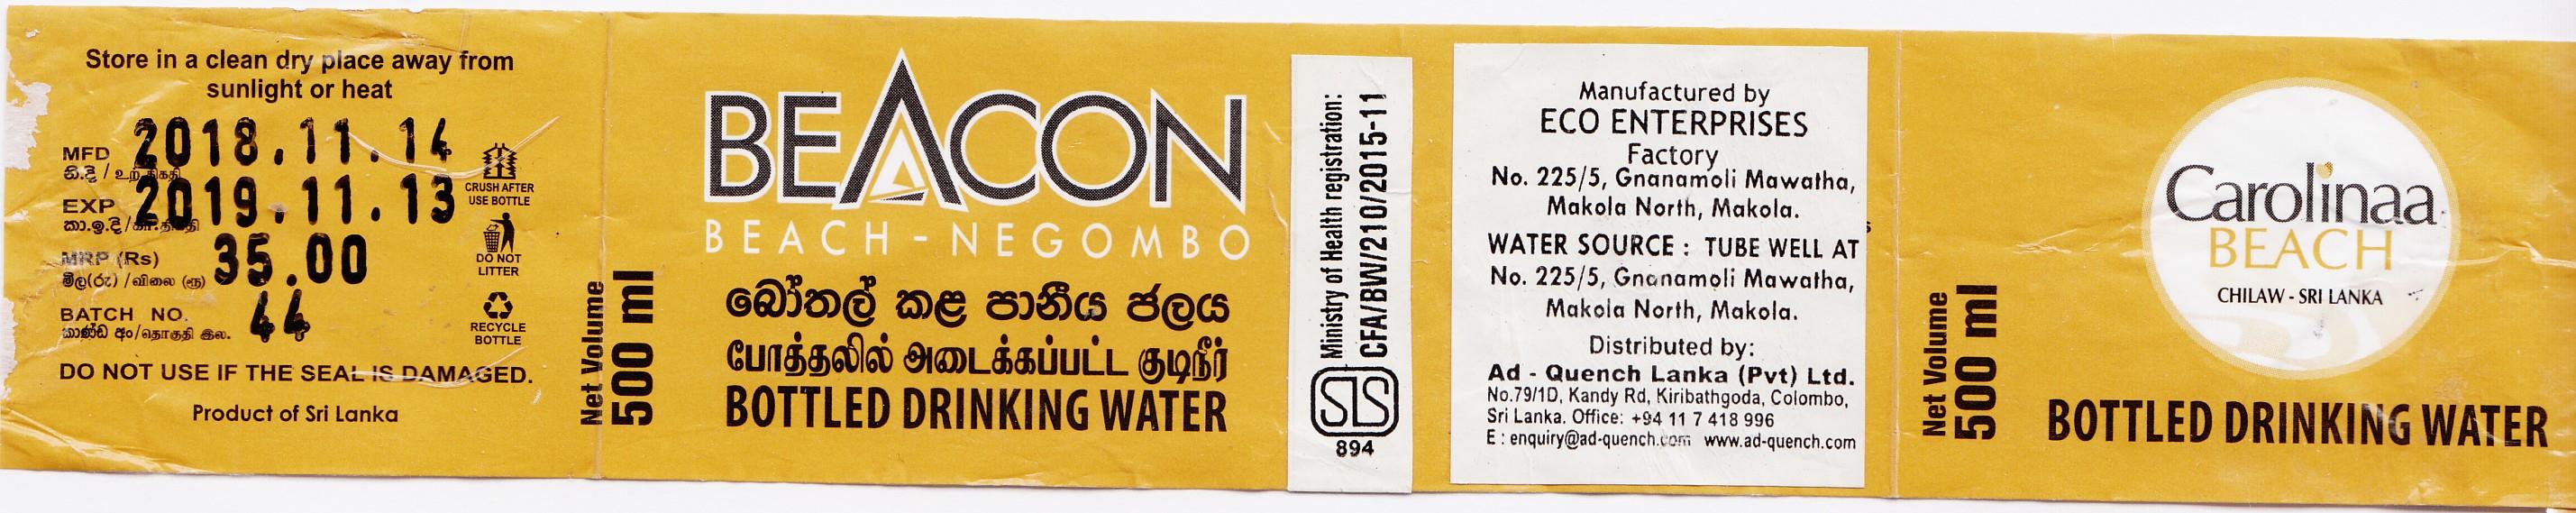 Store in a clean dry place away from
sunlight or heat
MFD 2018.11.14
නි.දි / உற்.திகதி
EXP 2019.11.13
කා.ඉ.දි /
MRP (Rs) 35.00
මිල(රු) / விலை (ரூ)
BATCH NO. 44
කාණ්ඩ අං/தொகுதி இல.
CRUSH AFTER
USE BOTTLE
DO NOT
LITTER
RECYCLE
BOTTLE
DO NOT USE IF THE SEAL IS DAMAGED.
Product of Sri Lanka
Net Volume
500 ml
BEACON
BEACH - NEGOMBO
බෝතල් කළ පානීය ජලය
போத்தலில் அடைக்கப்பட்ட குடிநீர்
BOTTLED DRINKING WATER
Ministry of Health registration:
CFA/BW/210/2015-11
SLS
894
Manufactured by
ECO ENTERPRISES
Factory
No. 225/5, Gnanamoli Mawatha,
Makola North, Makola.
WATER SOURCE : TUBE WELL AT
No. 225/5, Gnanamoli Mawatha,
Makola North, Makola.
Distributed by:
Ad - Quench Lanka (Pvt) Ltd.
No.79/1D, Kandy Rd, Kiribathgoda, Colombo,
Sri Lanka. Office: +94 11 7 418 996
E : enquiry@ad-quench.com www.ad-quench.com
Net Volume
500 ml
Carolinaa
BEACH
CHILAW - SRI LANKA
BOTTLED DRINKING WATER